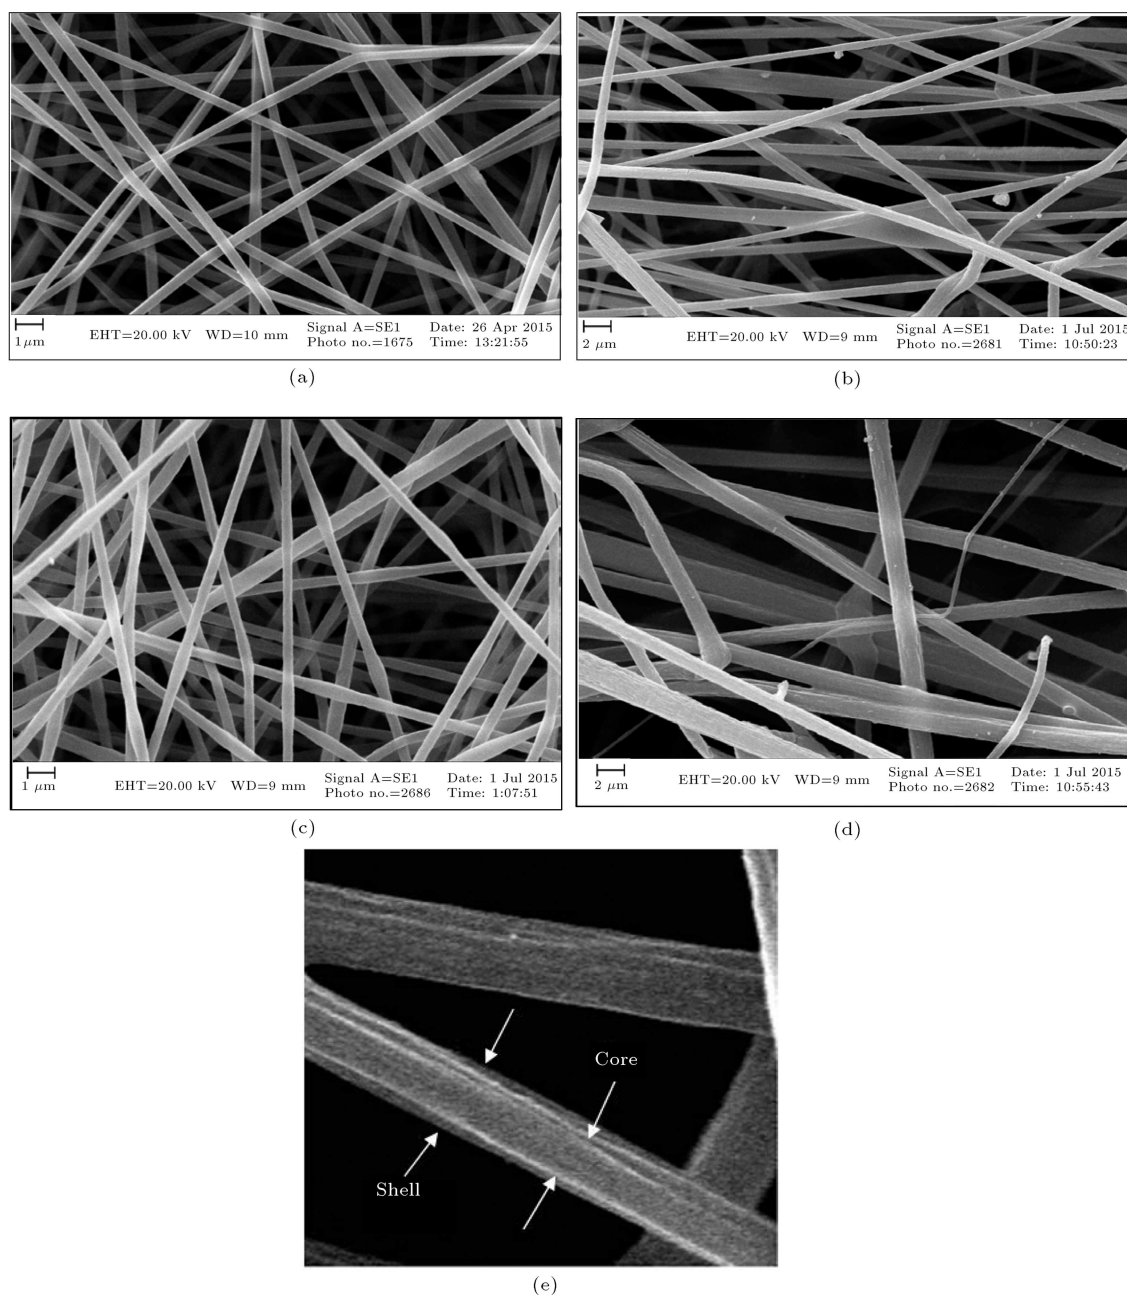 1 μm
EHT=20.00 kV WD=10 mm
Signal A=SE1 Date: 26 Apr 2015
Photo no.=1675 Time: 13:21:55
(a)
2 μm
EHT=20.00 kV WD=9 mm
Signal A=SE1 Date: 1 Jul 2015
Photo no.=2681 Time: 10:50:23
(b)
1 μm
EHT=20.00 kV WD=9 mm
Signal A=SE1 Date: 1 Jul 2015
Photo no.=2686 Time: 1:07:51
(c)
2 μm
EHT=20.00 kV WD=9 mm
Signal A=SE1 Date: 1 Jul 2015
Photo no.=2682 Time: 10:55:43
(d)
Core
Shell
(e)